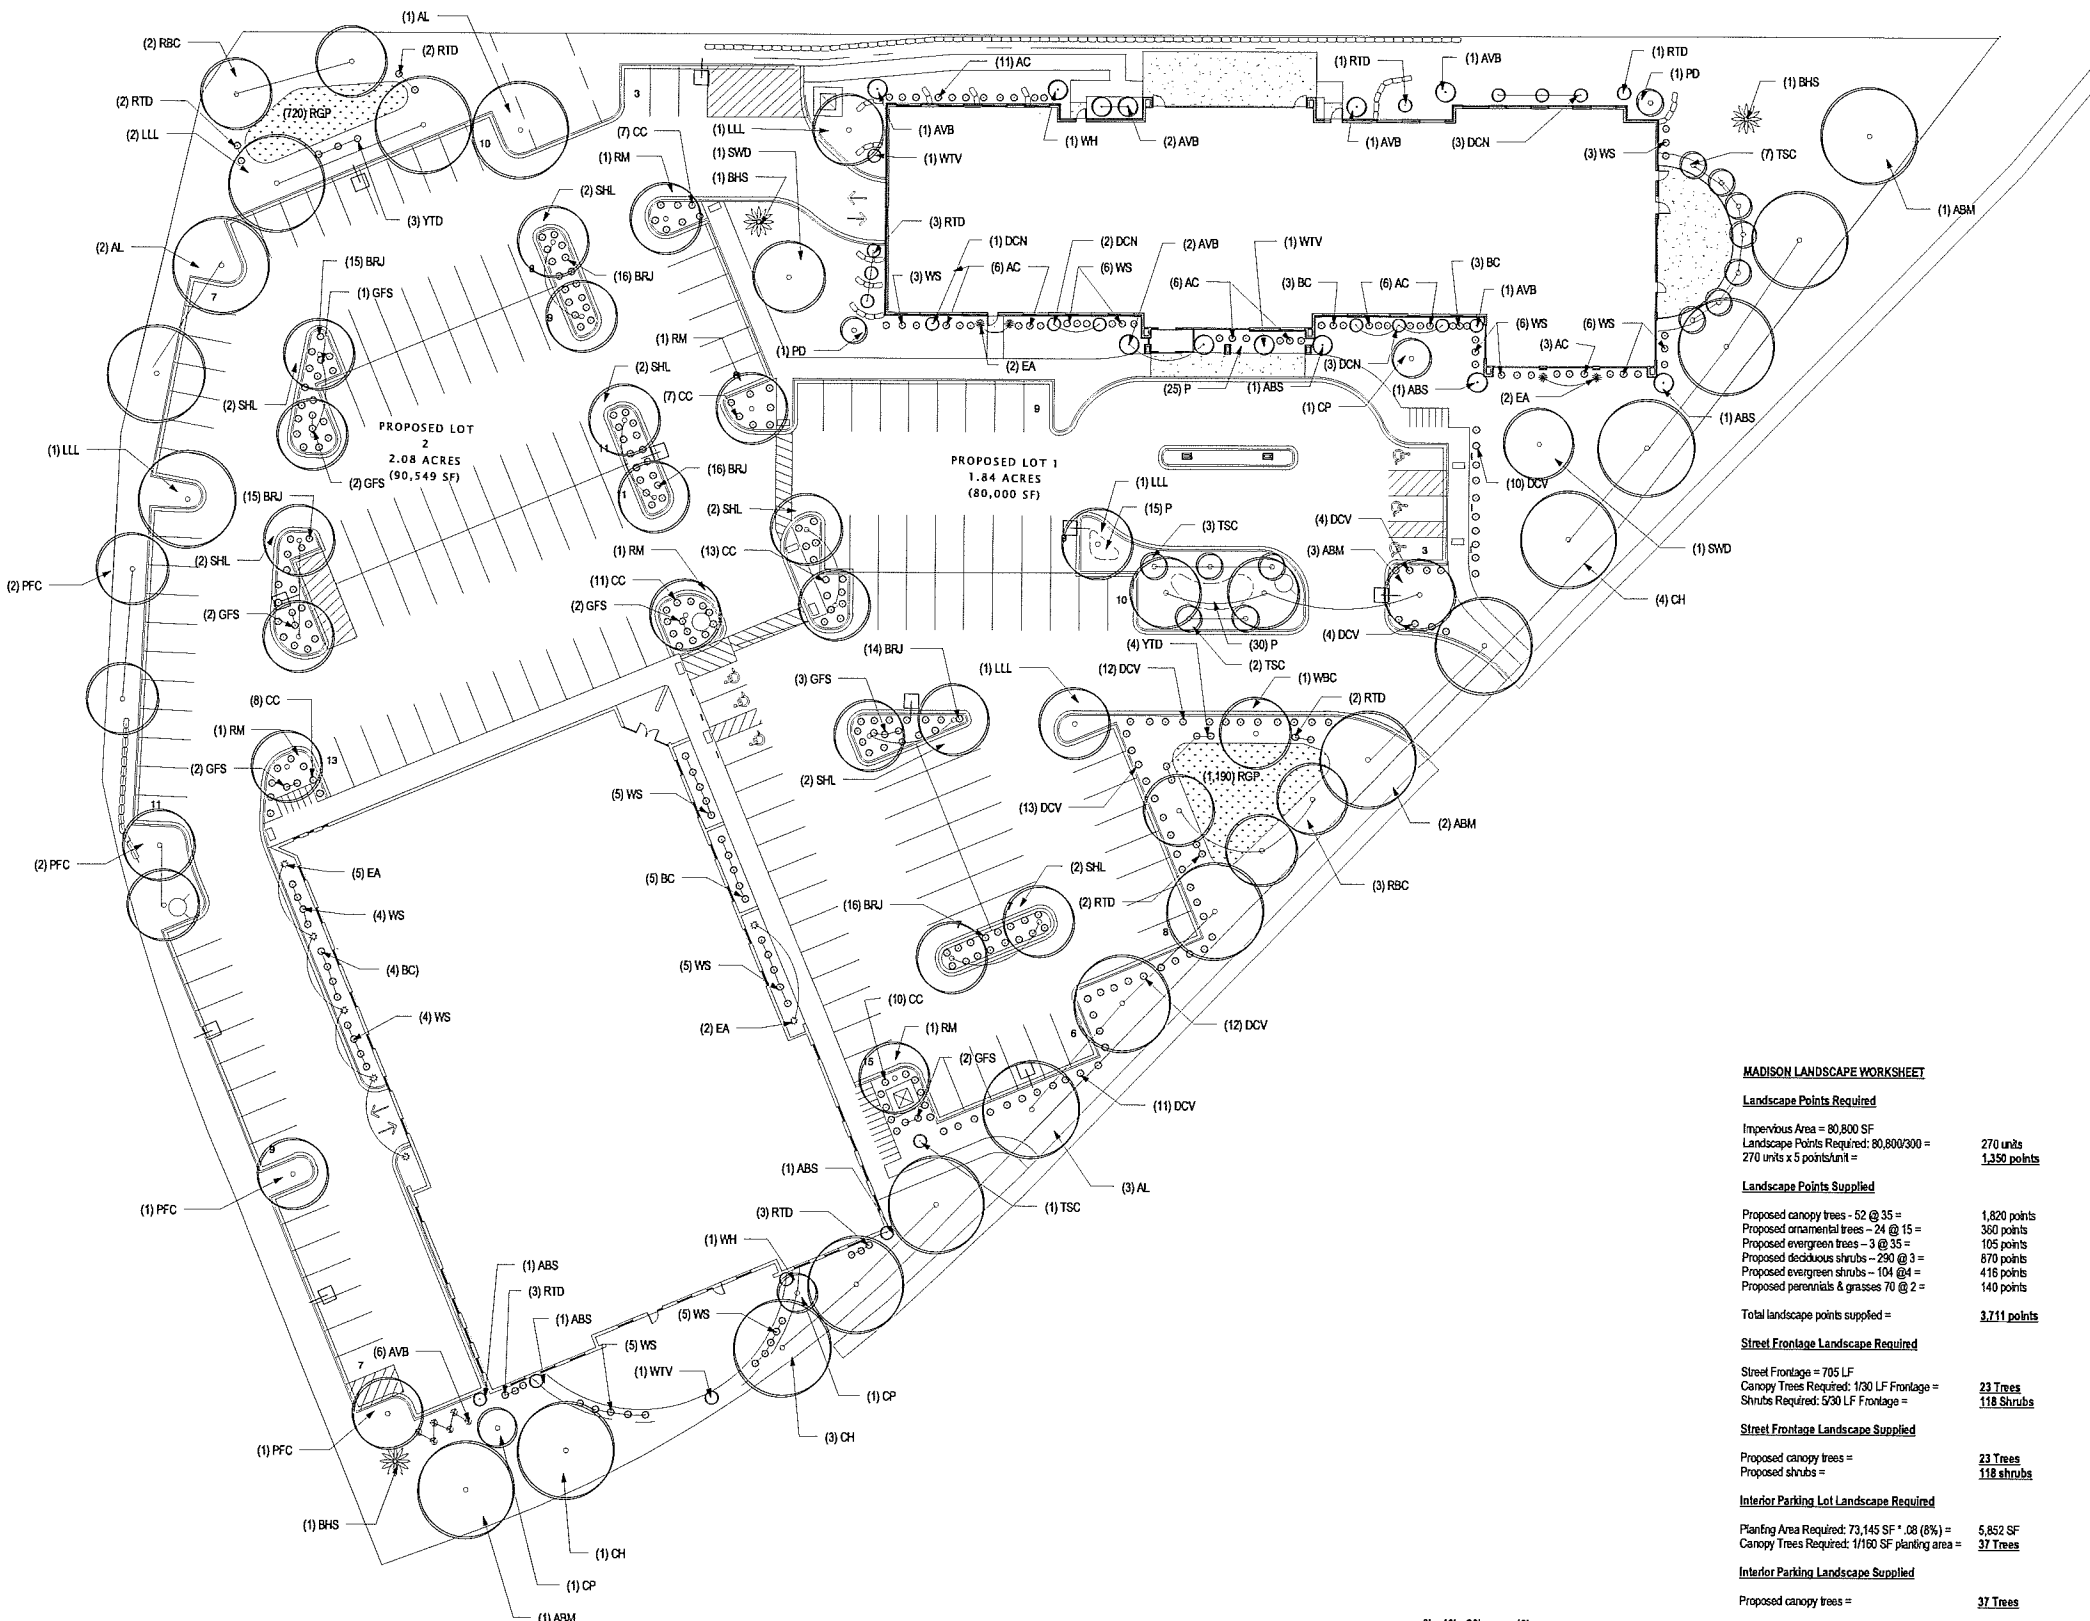 (1) AL
(2) RBC
(2) RTD
(1) RTD
(11) AC
(1) RTD
(1) AVB
(1) PD
(1) BHS
3
(2) RTD
(720) RGP
(7) CC
(1) LLL
(1) AVB
(1) WH
(2) AVB
(1) AVB
(3) DCN
(3) WS
(7) TSC
(2) LLL
10
(1) RM
(1) SWD
(1) WTV
(1) BHS
(2) SHL
(3) YTD
(3) RTD
(1) ABM
(2) AL
(15) BRJ
(1) DCN
(2) DCN
(2) AVB
(1) WTV
8
(16) BRJ
(3) WS
(6) AC
(6) WS
(3) BC
(6) AC
(3) BC
(6) AC
(1) AVB
7
(1) GFS
9
(6) WS
(6) WS
(1) RM
(1) PD
(2) EA
(3) DCN
(3) AC
(2) SHL
(25) P
(1) ABS
(1) ABS
(2) EA
(2) SHL
(7) CC
9
(1) CP
(1) ABS
PROPOSED LOT
2
2.08 ACRES
(90,549 SF)
(1) LLL
11
PROPOSED LOT 1
1.84 ACRES
(80,000 SF)
(2) GFS
(16) BRJ
(1) LLL
(10) DCV
(15) BRJ
1
(2) SHL
(15) P
(4) DCV
(3) TSC
(2) SHL
(1) RM
(13) CC
(3) ABM
3
(1) SWD
(2) PFC
(11) CC
(2) GFS
(2) GFS
10
(4) CH
(14) BRJ
(4) YTD
(30) P
(4) DCV
(2) TSC
(3) GFS
(1) LLL
(12) DCV
(1) WBC
(2) RTD
(8) CC
(1) RM
(2) GFS
13
(2) SHL
(1,190) RGP
(5) WS
(13) DCV
11
(2) ABM
(2) PFC
(5) EA
(5) BC
(2) SHL
(3) RBC
(4) WS
(16) BRJ
7
7
(2) RTD
8
(4) BC)
(5) WS
(10) CC
(4) WS
(2) EA
(1) RM
6
(12) DCV
15
(2) GFS
(11) DCV
9
(1) ABS
(3) AL
(1) PFC
(3) RTD
(1) TSC
(1) WH
(1) ABS
(3) RTD
(5) WS
(1) ABS
(5) WS
(6) AVB
7
(1) WTV
(1) CP
(3) CH
(1) PFC
(1) BHS
(1) CH
(1) CP
(1) ABM
MADISON LANDSCAPE WORKSHEET
Landscape Points Required
Impervious Area = 80,800 SF
Landscape Points Required: 80,800/300 = 270 units
270 units x 5 points/unit = 1,350 points
Landscape Points Supplied
Proposed canopy trees - 52 @ 35 = 1,820 points
Proposed ornamental trees – 24 @ 15 = 360 points
Proposed evergreen trees – 3 @ 35 = 105 points
Proposed deciduous shrubs – 290 @ 3 = 870 points
Proposed evergreen shrubs – 104 @4 = 416 points
Proposed perennials & grasses 70 @ 2 = 140 points
Total landscape points supplied = 3,711 points
Street Frontage Landscape Required
Street Frontage = 705 LF
Canopy Trees Required: 1/30 LF Frontage = 23 Trees
Shrubs Required: 5/30 LF Frontage = 118 Shrubs
Street Frontage Landscape Supplied
Proposed canopy trees = 23 Trees
Proposed shrubs = 118 shrubs
Interior Parking Lot Landscape Required
Planting Area Required: 73,145 SF * .08 (8%) = 5,852 SF
Canopy Trees Required: 1/160 SF planting area = 37 Trees
Interior Parking Landscape Supplied
Proposed canopy trees = 37 Trees